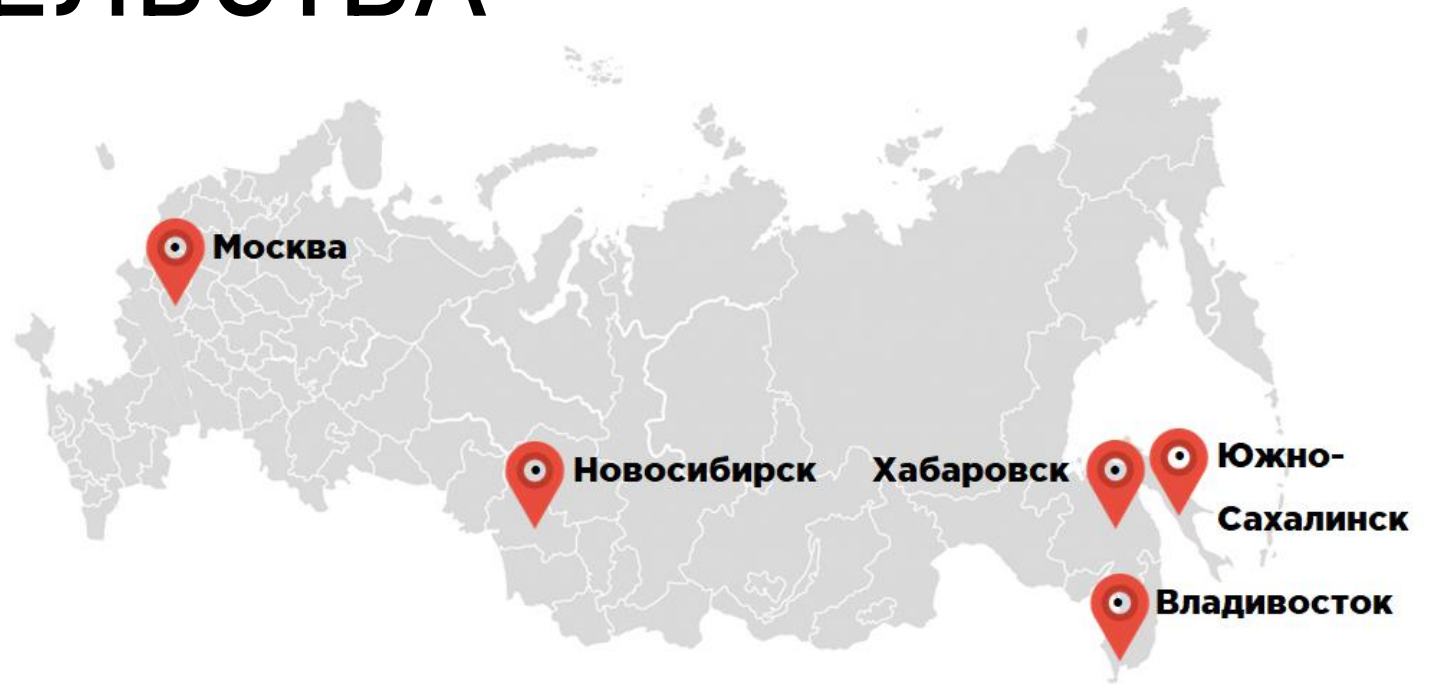 Москва
Новосибирск
Хабаровск
Южно-
Сахалинск
Владивосток